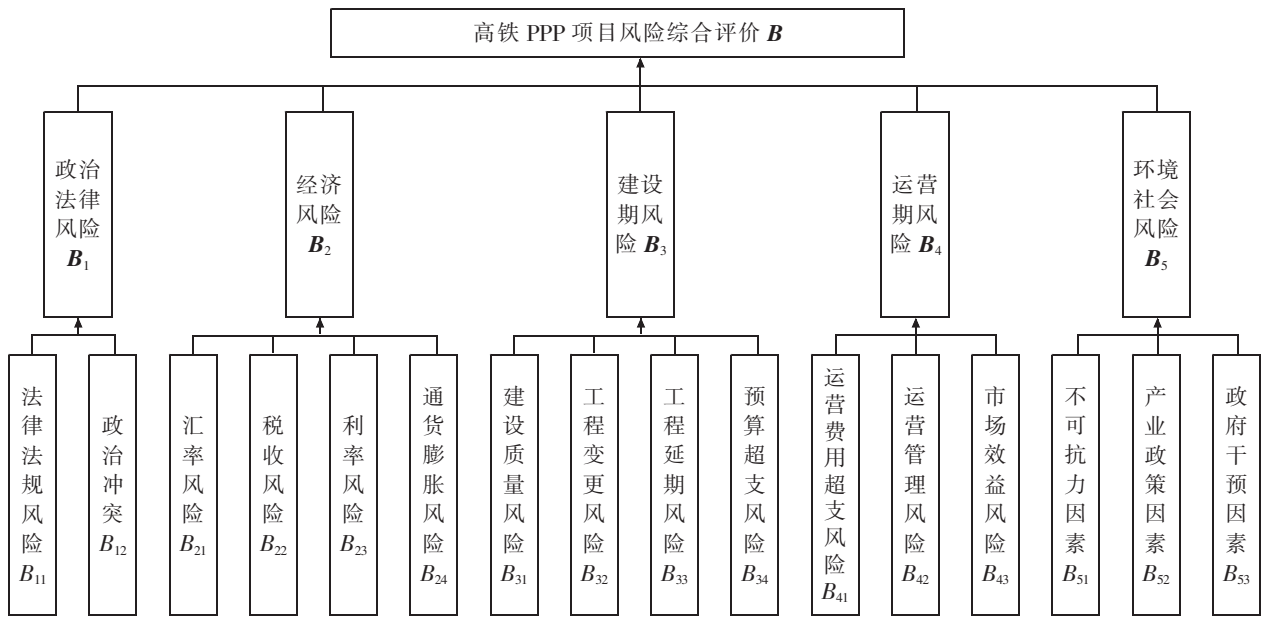 高铁 PPP 项目风险综合评价 B
政治
法律
风险
B₁
经济
风险
B₂
建设
期风
险 B₃
运营
期风
险 B₄
环境
社会
风险
B₅
法律法规风险 B₁₁
政治冲突 B₁₂
汇率风险 B₂₁
税收风险 B₂₂
利率风险 B₂₃
通货膨胀风险 B₂₄
建设质量风险 B₃₁
工程变更风险 B₃₂
工程延期风险 B₃₃
预算超支风险 B₃₄
运营费用超支风险 B₄₁
运营管理风险 B₄₂
市场效益风险 B₄₃
不可抗力因素 B₅₁
产业政策因素 B₅₂
政府干预因素 B₅₃